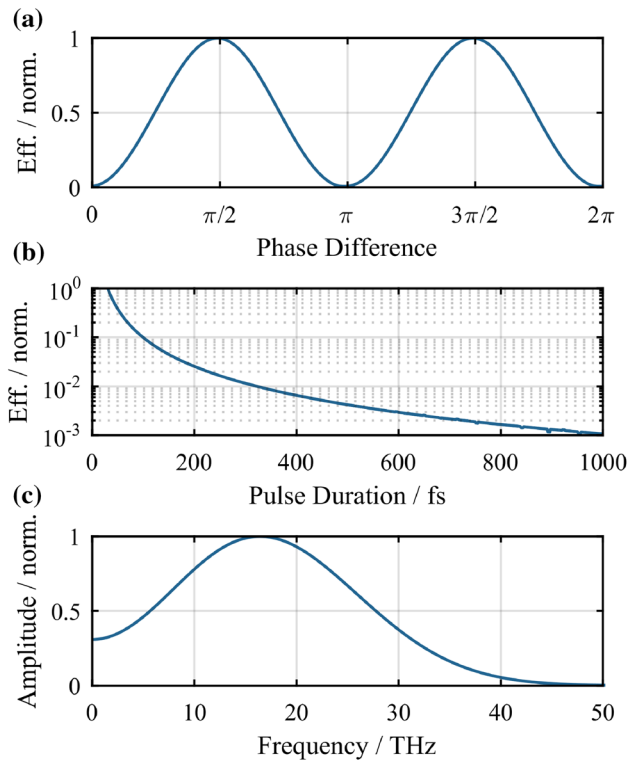 (a)
Eff. / norm.
1
0.5
0
0
π/2
π
3π/2
2π
Phase Difference
(b)
Eff. / norm.
10⁰
10⁻¹
10⁻²
10⁻³
0
200
400
600
800
1000
Pulse Duration / fs
(c)
Amplitude / norm.
1
0.5
0
0
10
20
30
40
50
Frequency / THz